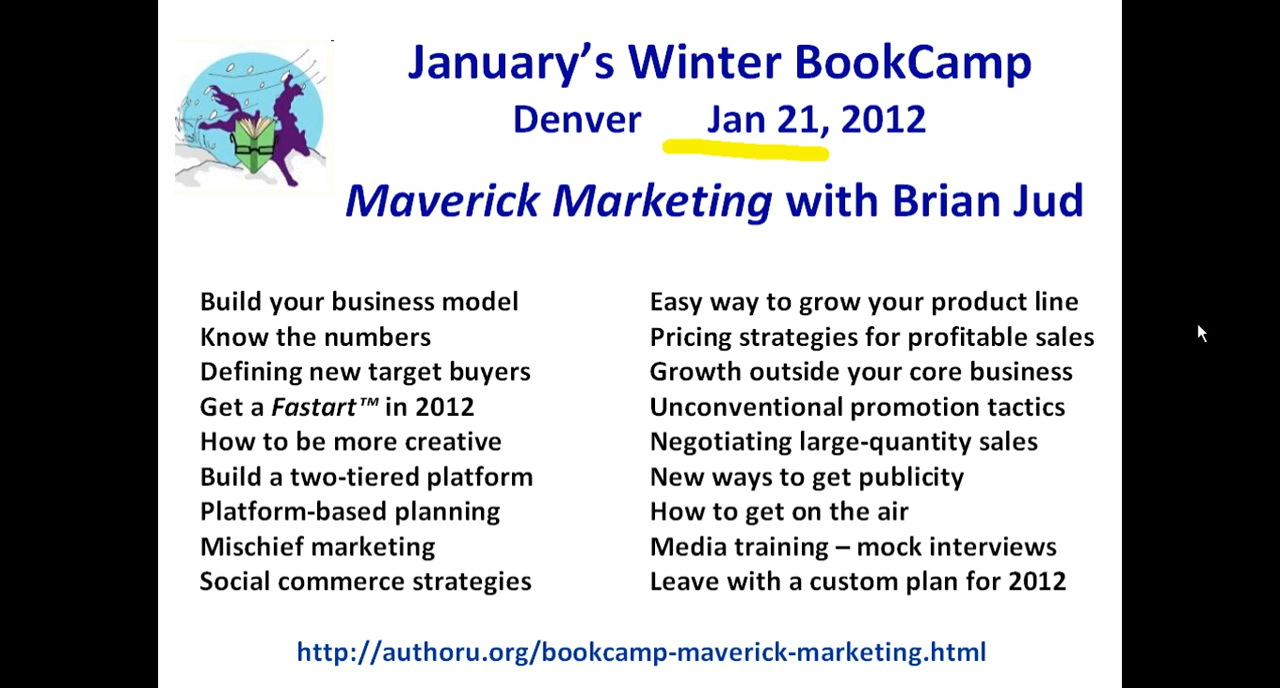 January's Winter BookCamp
Denver Jan 21, 2012
Maverick Marketing with Brian Jud
Build your business model
Know the numbers
Defining new target buyers
Get a Fastart™ in 2012
How to be more creative
Build a two-tiered platform
Platform-based planning
Mischief marketing
Social commerce strategies
Easy way to grow your product line
Pricing strategies for profitable sales
Growth outside your core business
Unconventional promotion tactics
Negotiating large-quantity sales
New ways to get publicity
How to get on the air
Media training – mock interviews
Leave with a custom plan for 2012
http://authoru.org/bookcamp-maverick-marketing.html